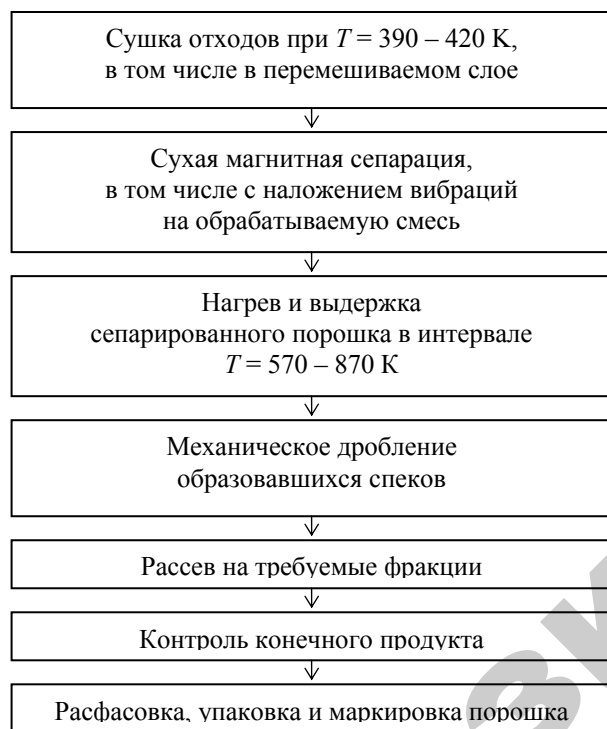 Сушка отходов при T = 390 – 420 К,
в том числе в перемешиваемом слое
Сухая магнитная сепарация,
в том числе с наложением вибраций
на обрабатываемую смесь
Нагрев и выдержка
сепарированного порошка в интервале
T = 570 – 870 К
Механическое дробление
образовавшихся спеков
Рассев на требуемые фракции
Контроль конечного продукта
Расфасовка, упаковка и маркировка порошка